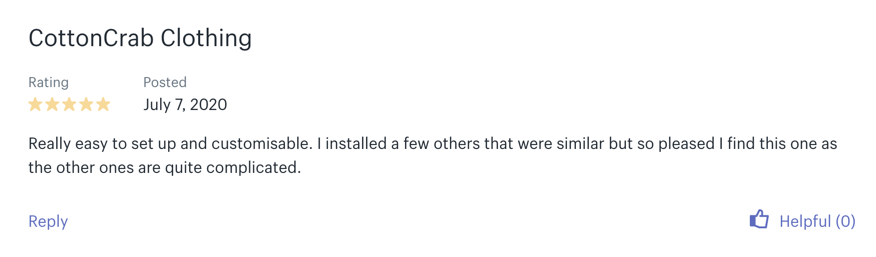 CottonCrab Clothing
Rating
Posted
July 7, 2020
Really easy to set up and customisable. I installed a few others that were similar but so pleased I find this one as
the other ones are quite complicated.
Reply
Helpful (0)